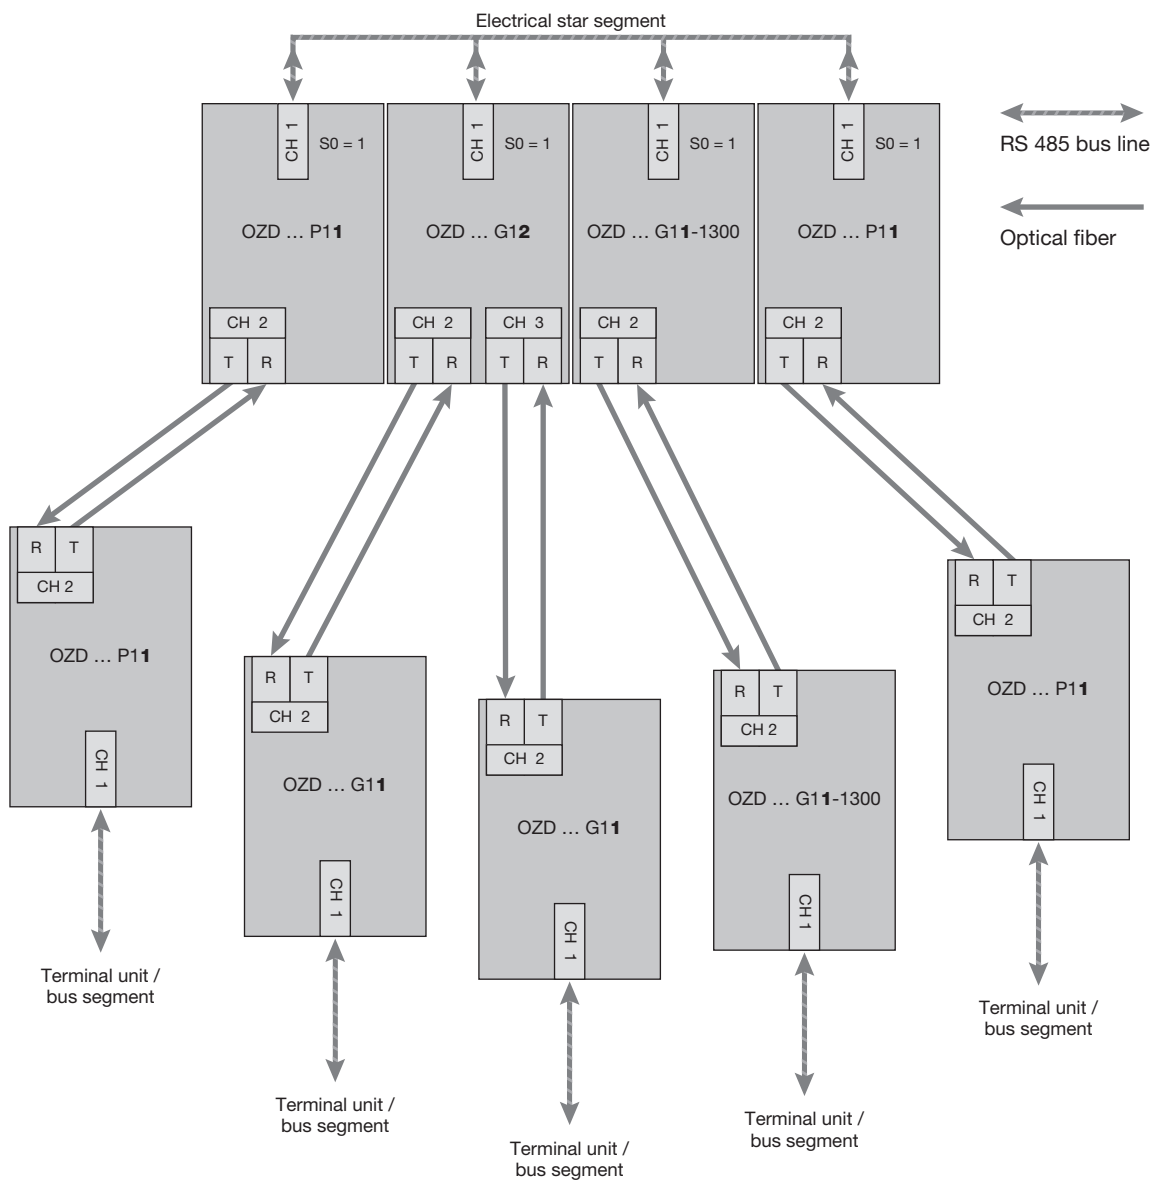 Electrical star segment
CH 1
S0 = 1
CH 1
S0 = 1
CH 1
S0 = 1
CH 1
S0 = 1
RS 485 bus line
Optical fiber
OZD ... P11
OZD ... G12
OZD ... G11-1300
OZD ... P11
CH 2
CH 2
CH 3
CH 2
CH 2
T R
T R
T R
T R
T R
R T
CH 2
OZD ... P11
CH 1
Terminal unit /
bus segment
R T
CH 2
OZD ... G11
CH 1
Terminal unit /
bus segment
R T
CH 2
OZD ... G11
CH 1
Terminal unit /
bus segment
R T
CH 2
OZD ... G11-1300
CH 1
Terminal unit /
bus segment
R T
CH 2
OZD ... P11
CH 1
Terminal unit /
bus segment